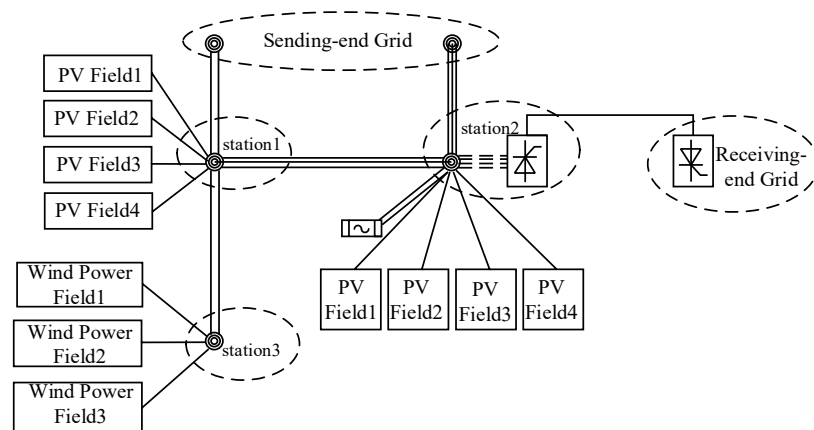 Sending-end Grid
PV Field1
PV Field2
PV Field3
PV Field4
station1
station2
Receiving-
end Grid
Wind Power
Field1
Wind Power
Field2
Wind Power
Field3
station3
PV
Field1
PV
Field2
PV
Field3
PV
Field4
~